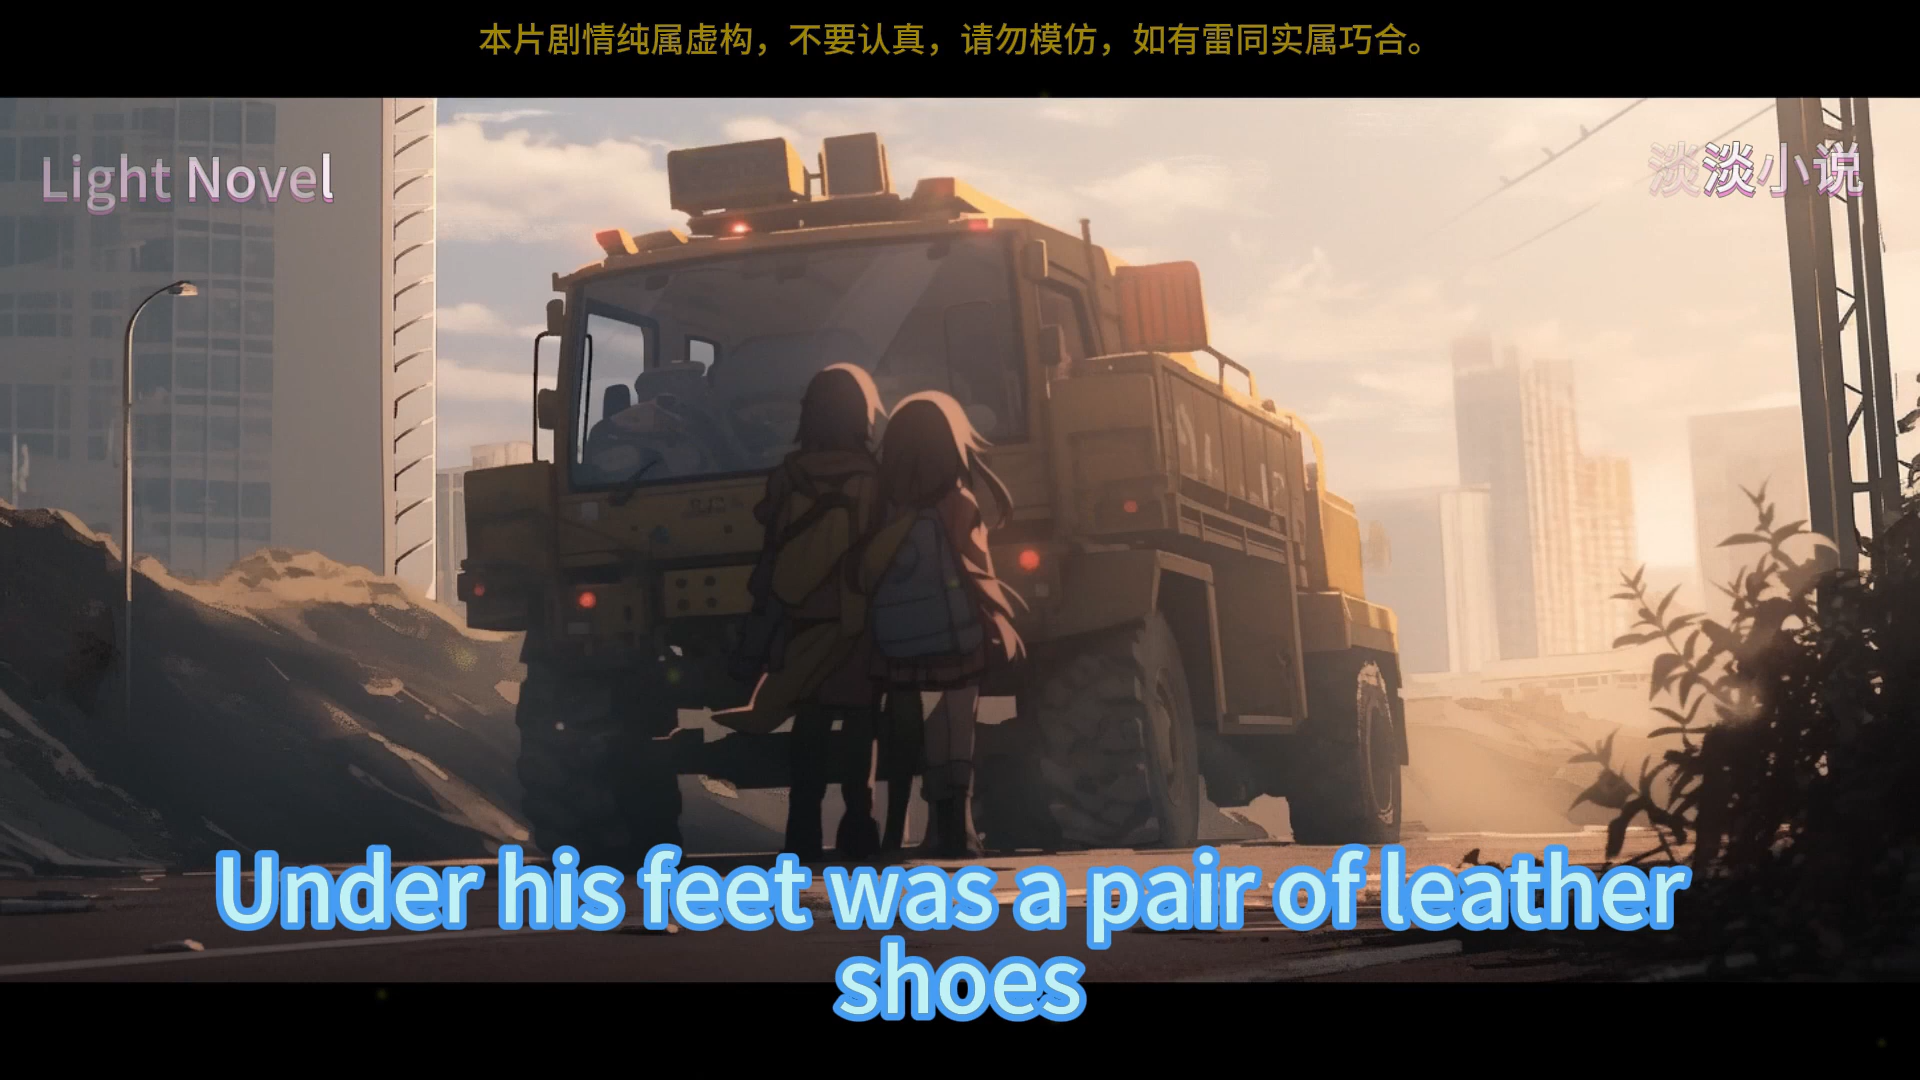 本片剧情纯属虚构，不要认真，请勿模仿，如有雷同实属巧合。
Light Novel
淡淡小说
Under his feet was a pair of leather
shoes